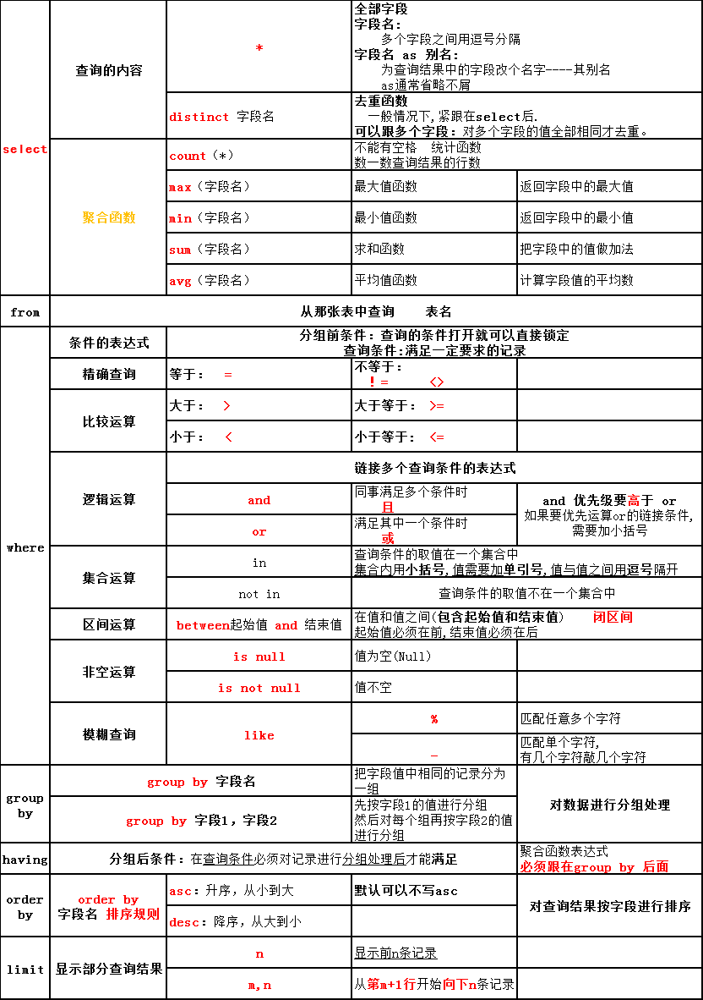 select
查询的内容
*
全部字段
字段名:
多个字段之间用逗号分隔
字段名 as 别名:
为查询结果中的字段改个名字----其别名
as通常省略不屑
distinct 字段名
去重函数
一般情况下,紧跟在select后.
可以跟多个字段: 对多个字段的值全部相同才去重。
聚合函数
count（*）
不能有空格 统计函数
数一数查询结果的行数
max（字段名）
最大值函数
返回字段中的最大值
min（字段名）
最小值函数
返回字段中的最小值
sum（字段名）
求和函数
把字段中的值做加法
avg（字段名）
平均值函数
计算字段值的平均数
from
从那张表中查询 表名
where
条件的表达式
分组前条件: 查询的条件打开就可以直接锁定
查询条件:满足一定要求的记录
精确查询
等于: =
不等于:
！= <>
比较运算
大于: >
大于等于: >=
小于: <
小于等于: <=
逻辑运算
链接多个查询条件的表达式
and
同事满足多个条件时
且
or
满足其中一个条件时
或
and 优先级要高于 or
如果要优先运算or的链接条件,
需要加小括号
集合运算
in
查询条件的取值在一个集合中
集合内用小括号,值需要加单引号,值与值之间用逗号隔开
not in
查询条件的取值不在一个集合中
区间运算
between起始值 and 结束值
在值和值之间(包含起始值和结束值） 闭区间
起始值必须在前,结束值必须在后
非空运算
is null
值为空(Null)
is not null
值不空
模糊查询
like
%
匹配任意多个字符
_
匹配单个字符,
有几个字符敲几个字符
group
by
group by 字段名
把字段值中相同的记录分为
一组
group by 字段1，字段2
先按字段1的值进行分组
然后对每个组再按字段2的值
进行分组
对数据进行分组处理
having
分组后条件: 在查询条件必须对记录进行分组处理后才能满足
聚合函数表达式
必须跟在group by 后面
order
by
order by
字段名 排序规则
asc: 升序，从小到大
默认可以不写asc
desc: 降序，从大到小
对查询结果按字段进行排序
limit
显示部分查询结果
n
显示前n条记录
m,n
从第m+1行开始向下n条记录